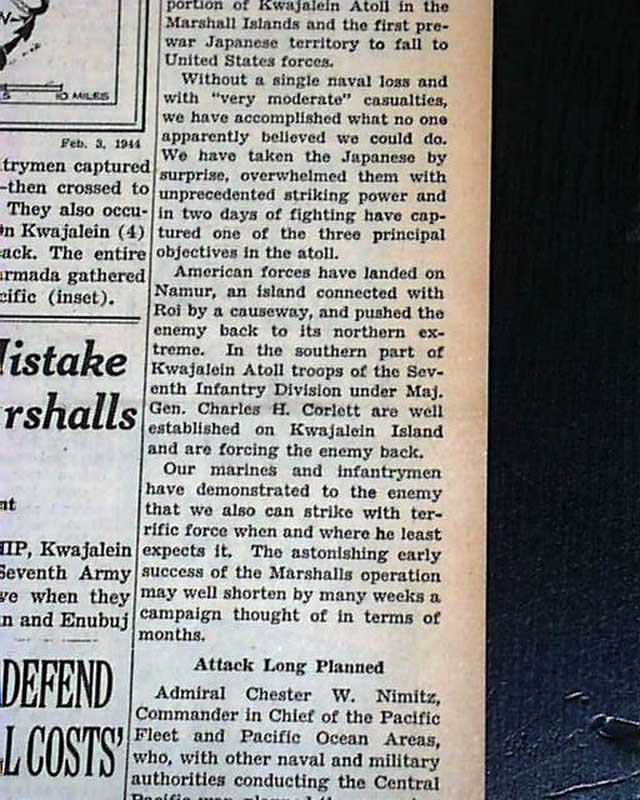 10 MILES
Feb. 3, 1944
trymen captured
-then crossed to
They also occu-
n Kwajalein (4)
ack. The entire
rmada gathered
cific (inset).
istake
rshalls
nt
HIP, Kwajalein
Seventh Army
ve when they
n and Enubuj
DEFEND
L COSTS'
portion of Kwajalein Atoll in the
Marshall Islands and the first pre-
war Japanese territory to fall to
United States forces.
Without a single naval loss and
with "very moderate" casualties,
we have accomplished what no one
apparently believed we could do.
We have taken the Japanese by
surprise, overwhelmed them with
unprecedented striking power and
in two days of fighting have cap-
tured one of the three principal
objectives in the atoll.
American forces have landed on
Namur, an island connected with
Roi by a causeway, and pushed the
enemy back to its northern ex-
treme. In the southern part of
Kwajalein Atoll troops of the Sev-
enth Infantry Division under Maj.
Gen. Charles H. Corlett are well
established on Kwajalein Island
and are forcing the enemy back.
Our marines and infantrymen
have demonstrated to the enemy
that we also can strike with ter-
rific force when and where he least
expects it. The astonishing early
success of the Marshalls operation
may well shorten by many weeks a
campaign thought of in terms of
months.
Attack Long Planned
Admiral Chester W. Nimitz,
Commander in Chief of the Pacific
Fleet and Pacific Ocean Areas,
who, with other naval and military
authorities conducting the Central